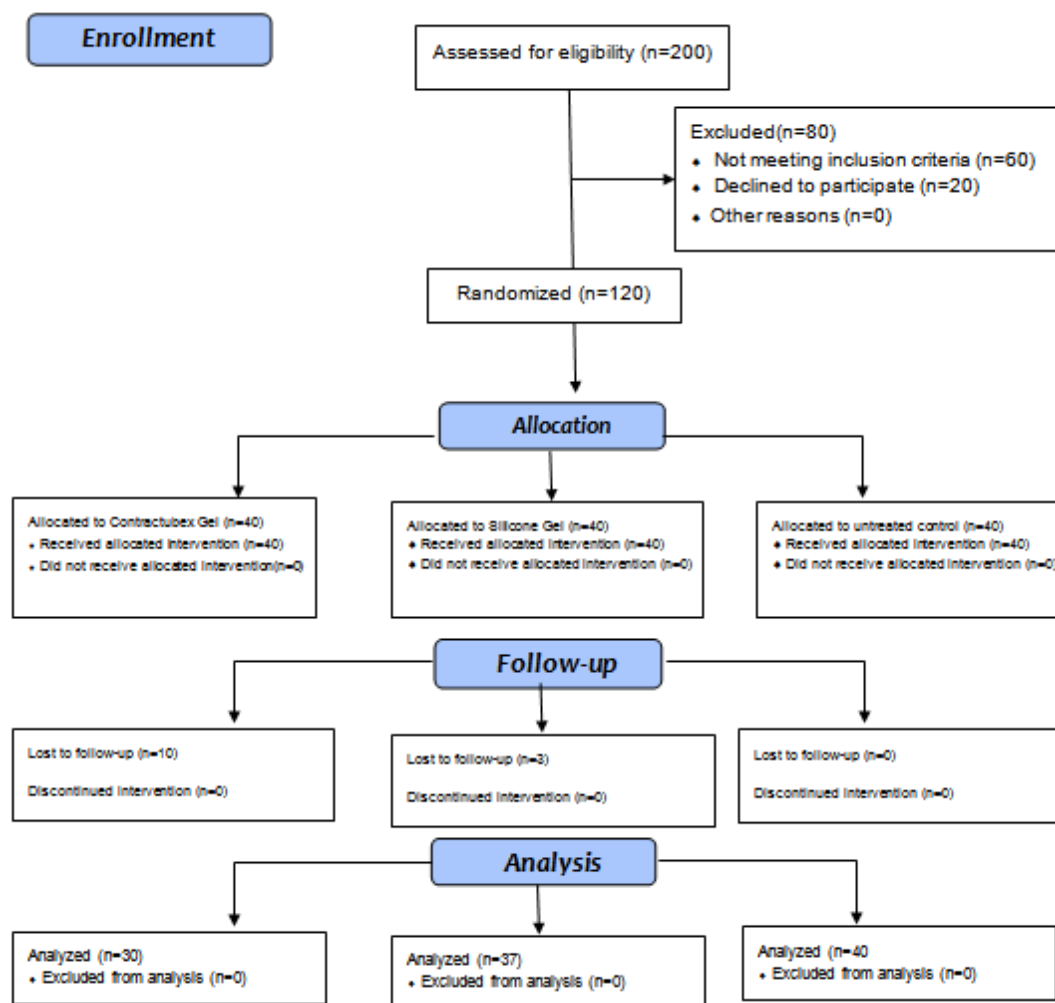 Enrollment
Assessed for eligibility (n=200)
Excluded(n=80)
♦ Not meeting inclusion criteria (n=60)
♦ Declined to participate (n=20)
♦ Other reasons (n=0)
Randomized (n=120)
Allocation
Allocated to Contractubex Gel (n=40)
♦ Received allocated intervention (n=40)
♦ Did not receive allocated intervention(n=0)
Allocated to Silicone Gel (n=40)
♦ Received allocated intervention (n=40)
♦ Did not receive allocated intervention (n=0)
Allocated to untreated control (n=40)
♦ Received allocated intervention (n=40)
♦ Did not receive allocated intervention (n=0)
Follow-up
Lost to follow-up (n=10)
Discontinued intervention (n=0)
Lost to follow-up (n=3)
Discontinued intervention (n=0)
Lost to follow-up (n=0)
Discontinued intervention (n=0)
Analysis
Analyzed (n=30)
♦ Excluded from analysis (n=0)
Analyzed (n=37)
♦ Excluded from analysis (n=0)
Analyzed (n=40
♦ Excluded from analysis (n=0)